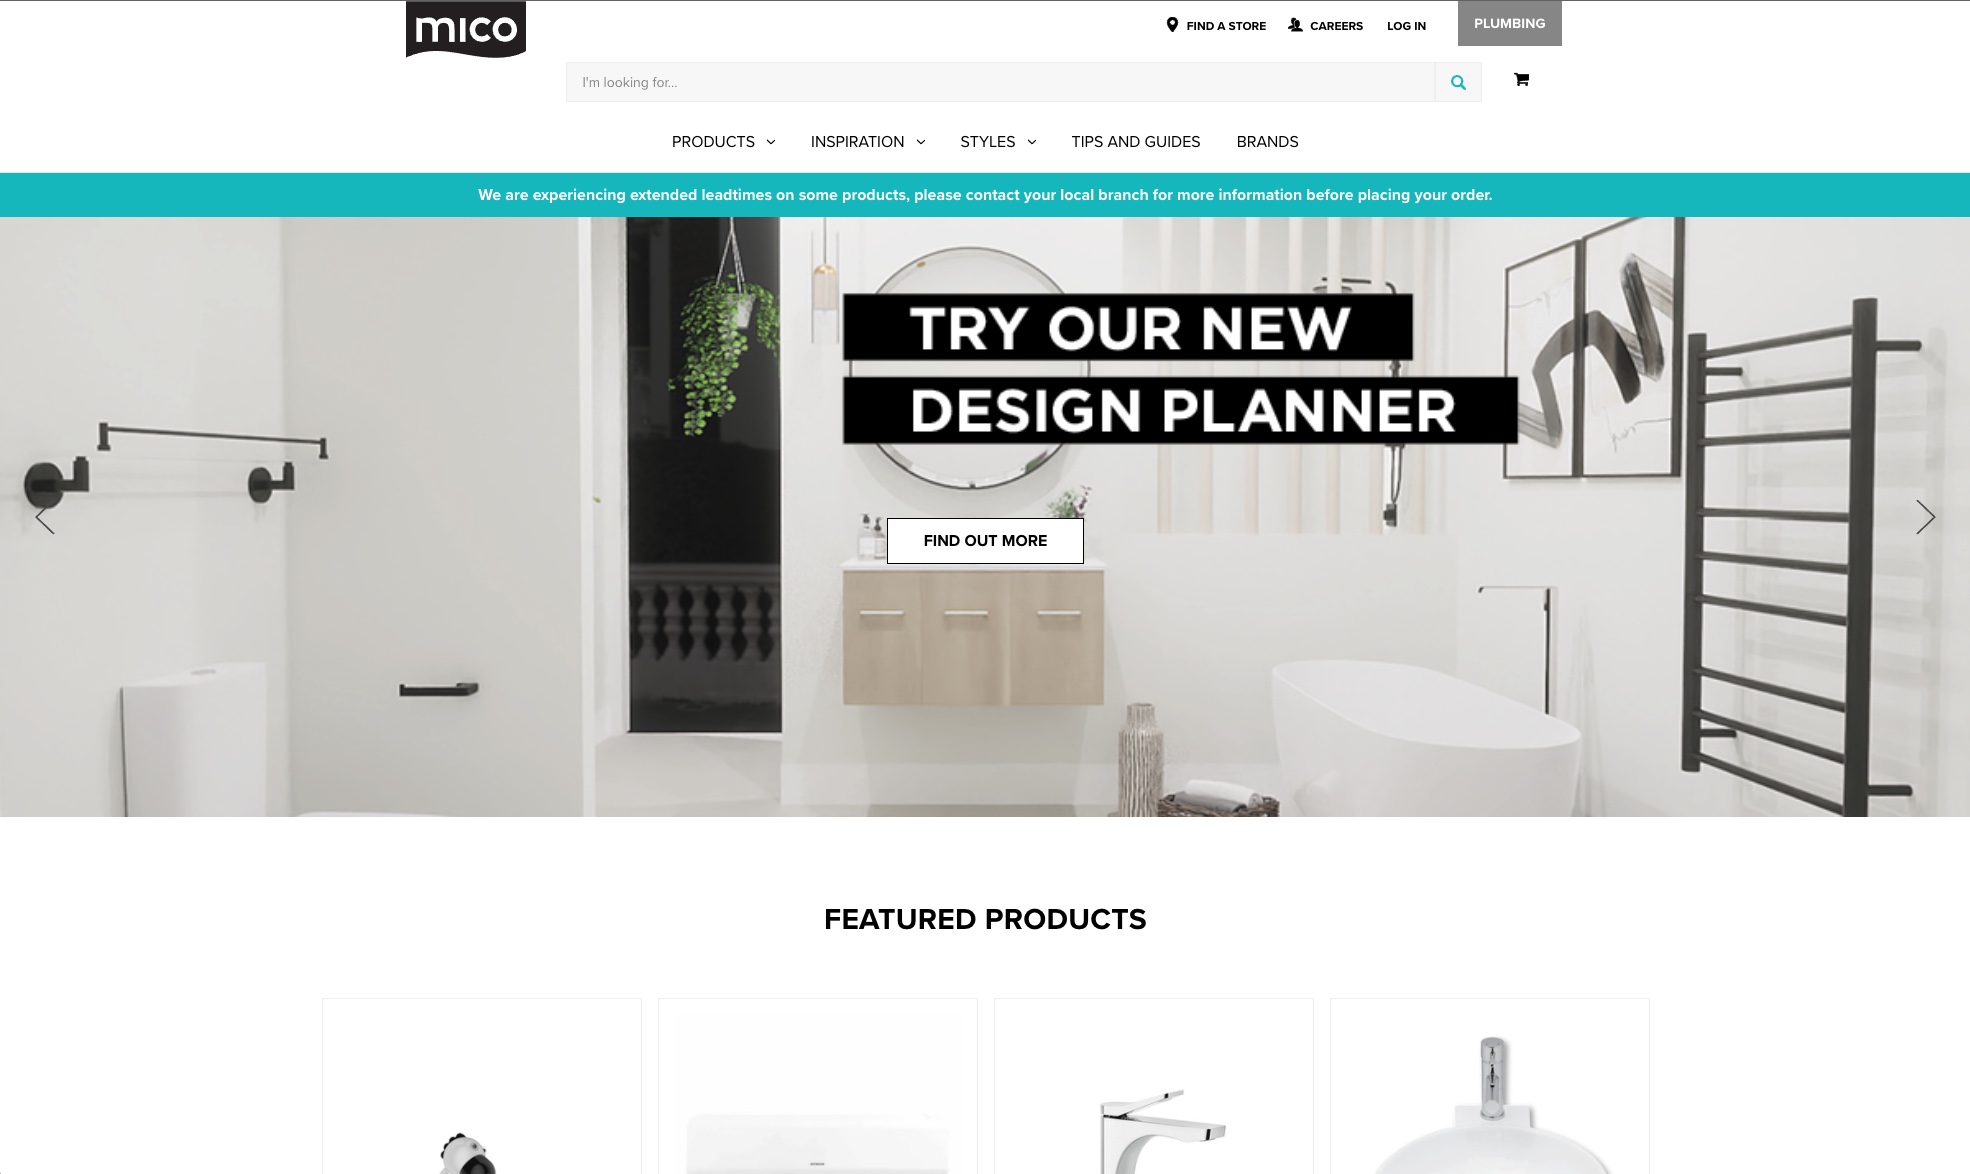 mico
FIND A STORE
CAREERS
LOG IN
PLUMBING
I'm looking for...
PRODUCTS
INSPIRATION
STYLES
TIPS AND GUIDES
BRANDS
We are experiencing extended leadtimes on some products, please contact your local branch for more information before placing your order.
TRY OUR NEW
DESIGN PLANNER
FIND OUT MORE
FEATURED PRODUCTS